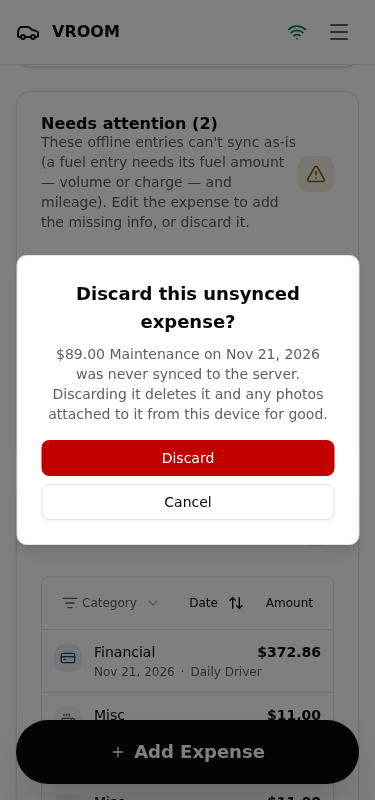 VROOM
Needs attention (2)
These offline entries can't sync as-is
(a fuel entry needs its fuel amount
— volume or charge — and
mileage). Edit the expense to add
the missing info, or discard it.
Discard this unsynced
expense?
$89.00 Maintenance on Nov 21, 2026
was never synced to the server.
Discarding it deletes it and any photos
attached to it from this device for good.
Discard
Cancel
Category Date Amount
Financial $372.86
Nov 21, 2026 · Daily Driver
Misc $11.00
+ Add Expense
Misc $11.00